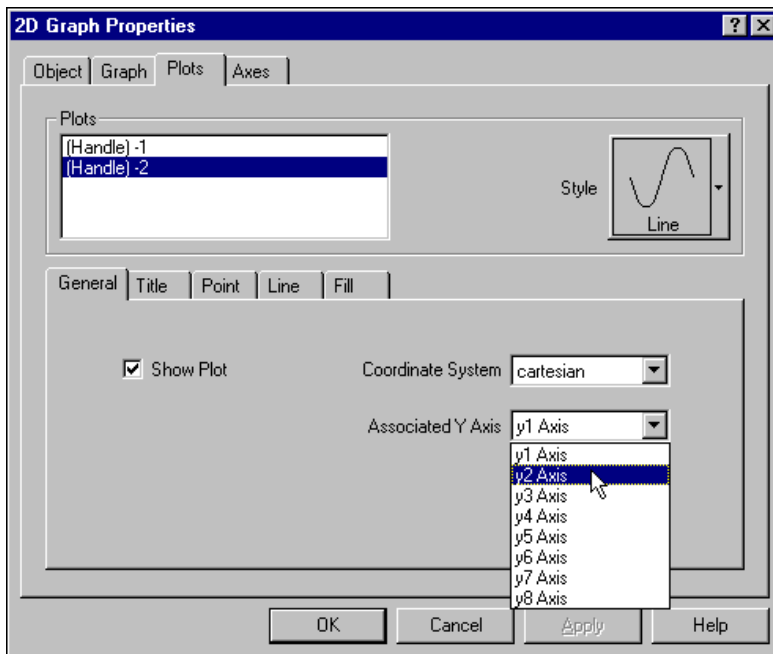 2D Graph Properties
Object Graph Plots Axes
Plots
(Handle) -1
(Handle) -2
Style
Line
General Title Point Line Fill
Show Plot
Coordinate System cartesian
Associated Y Axis y1 Axis
y1 Axis
y2 Axis
y3 Axis
y4 Axis
y5 Axis
y6 Axis
y7 Axis
y8 Axis
OK Cancel Apply Help